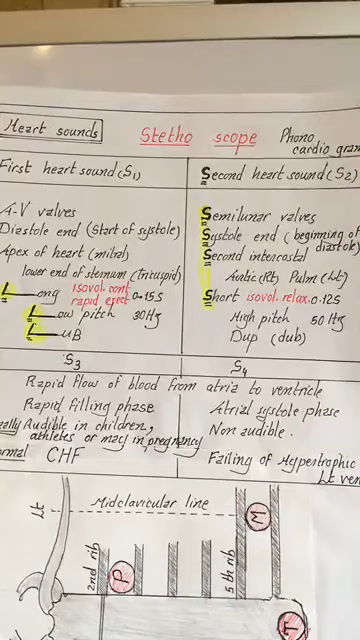 Heart sounds
Stetho scope
Phono
cardio gram
First heart sound (S1)
Second heart sound (S2)
A-V valves
Diastole end (Start of systole)
Apex of heart (mitral)
lower end of sternum (Tricuspid)
Long isovol. cont
rapid eject 0.15S
Low pitch 30Hz
LuB
Semilunar valves
Systole end (beginning of
diastole)
Second intercostal
Aortic (Rt) Pulm (Lt)
Short isovol. relax. 0.12S
High pitch 50 Hz
Dup (dub)
S3
S4
Rapid flow of blood from atria to ventricle
Rapid filling phase
Atrial systole phase
Audible in children,
athletes or may in pregnancy
Non audible.
CHF
Failing of Hypertrophic
Lt ven
Midclavicular line
Lt
2nd rib
5th rib
P
M
T